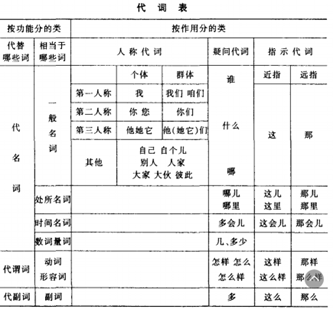 代 词 表
按功能分的类 按作用分的类
代替哪些词 相当于哪些词 人称代词 疑问代词 指示代词
个体 群体 近指 远指
第一人称 我 我们 咱们
第二人称 你 您 你们
第三人称 他她它 他(她它)们
其他 自己 自个儿
别人 人家
大家 大伙 彼此
代名词 一般名词 谁 什么 哪 这 那
处所名词 哪儿 哪里 这儿 这里 那儿 那里
时间名词 多会儿 这会儿 那会儿
数词量词 几、多少
代谓词 动词 形容词 怎样 怎么 怎么样 这样 这么样 那样
代副词 副词 多 这么 那么